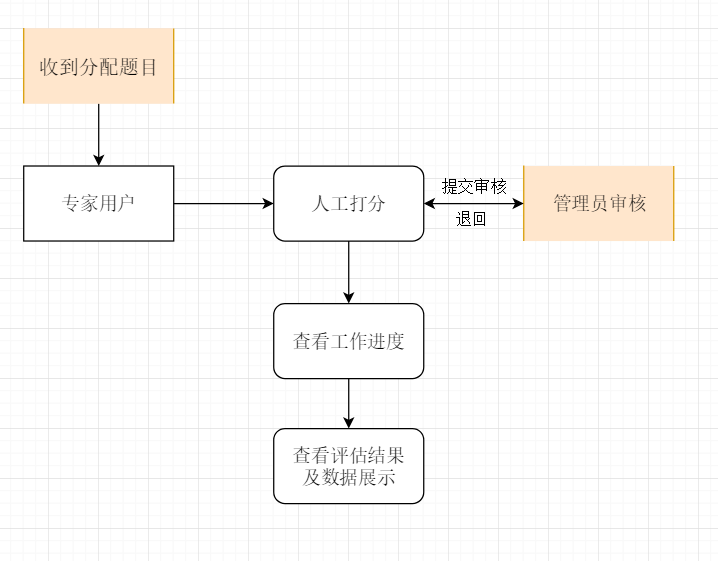 收到分配题目
专家用户
人工打分
提交审核
退回
管理员审核
查看工作进度
查看评估结果
及数据展示